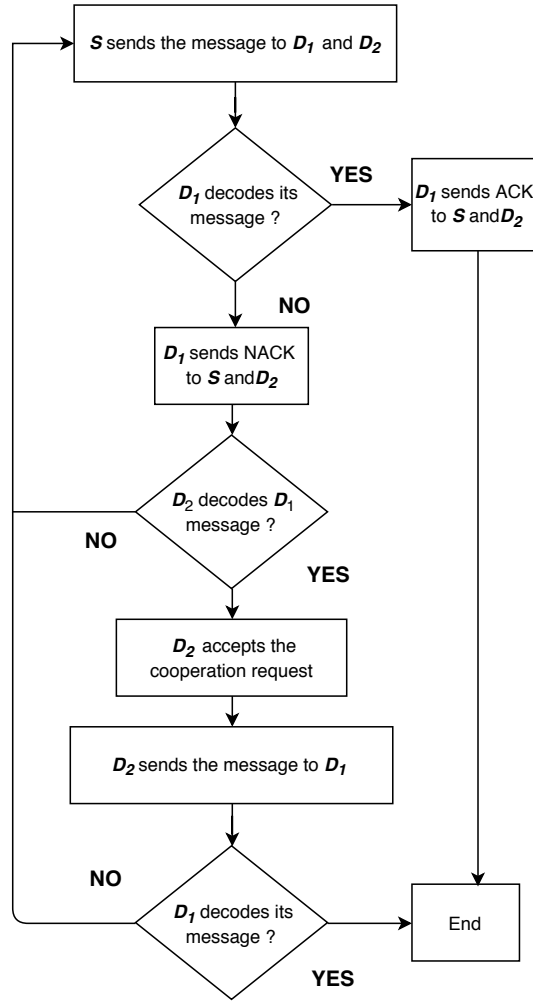 S sends the message to D₁ and D₂
D₁ decodes its
message ?
YES
D₁ sends ACK
to S and D₂
NO
D₁ sends NACK
to S and D₂
D₂ decodes D₁
message ?
NO
YES
D₂ accepts the
cooperation request
D₂ sends the message to D₁
NO
D₁ decodes its
message ?
YES
End